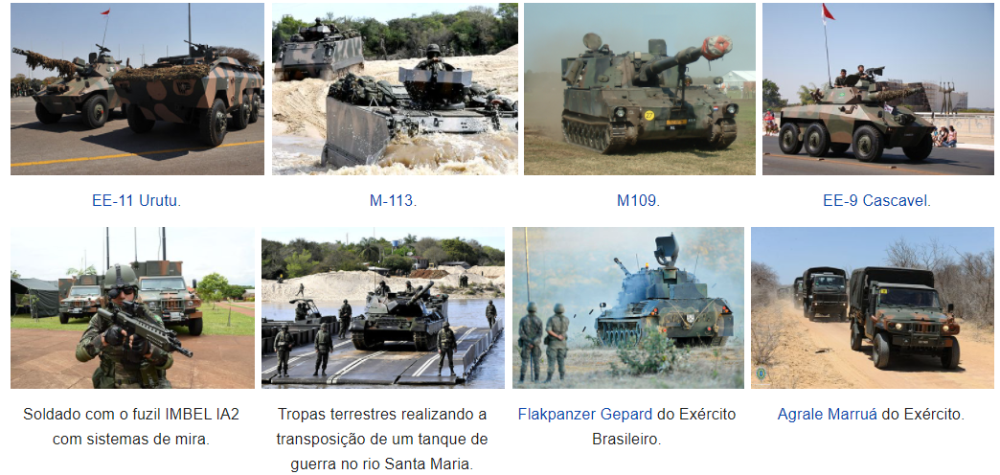 EE-11 Urutu.
M-113.
M109.
EE-9 Cascavel.
Soldado com o fuzil IMBEL IA2
com sistemas de mira.
Tropas terrestres realizando a
transposição de um tanque de
guerra no rio Santa Maria.
Flakpanzer Gepard do Exército
Brasileiro.
Agrale Marruá do Exército.